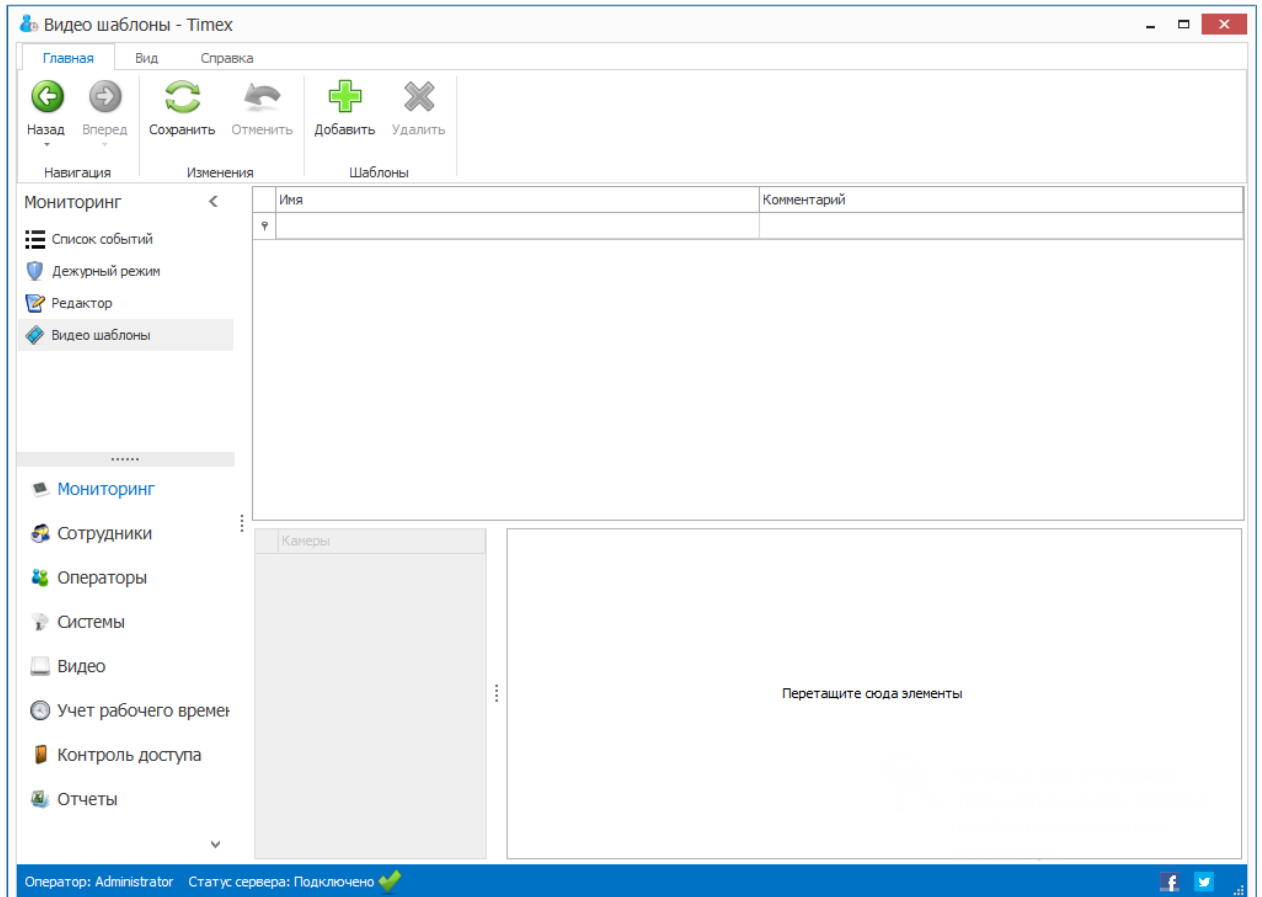 Видео шаблоны - Timex
Главная Вид Справка
Назад Вперед Сохранить Отменить Добавить Удалить
Навигация Изменения Шаблоны
Мониторинг
Имя Комментарий
Список событий
Дежурный режим
Редактор
Видео шаблоны
Мониторинг
Сотрудники
Камеры
Операторы
Системы
Видео
Перетащите сюда элементы
Учет рабочего времен
Контроль доступа
Отчеты
Оператор: Administrator Статус сервера: Подключено